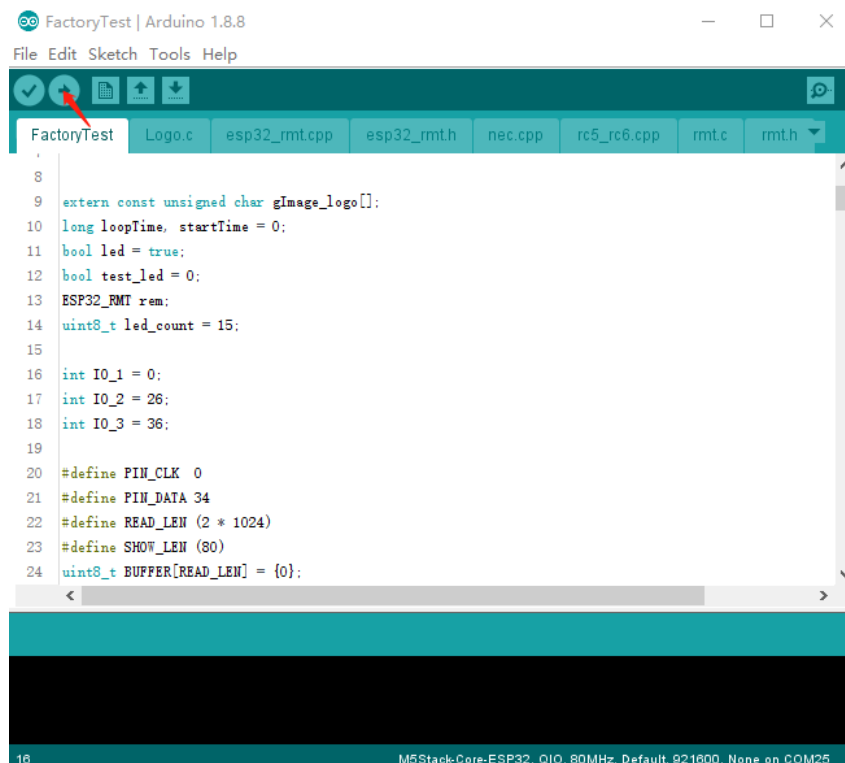 FactoryTest | Arduino 1.8.8
File Edit Sketch Tools Help
FactoryTest Logo.c esp32_rmt.cpp esp32_rmt.h nec.cpp rc5_rc6.cpp rmt.c rmt.h
8
9 extern const unsigned char gImage_logo[];
10 long loopTime, startTime = 0;
11 bool led = true;
12 bool test_led = 0;
13 ESP32_RMT rem;
14 uint8_t led_count = 15;
15
16 int IO_1 = 0;
17 int IO_2 = 26;
18 int IO_3 = 36;
19
20 #define PIN_CLK  0
21 #define PIN_DATA 34
22 #define READ_LEN (2 * 1024)
23 #define SHOW_LEN (80)
24 uint8_t BUFFER[READ_LEN] = {0};
16 M5Stack-Core-ESP32, QIO, 80MHz, Default, 921600, None on COM25